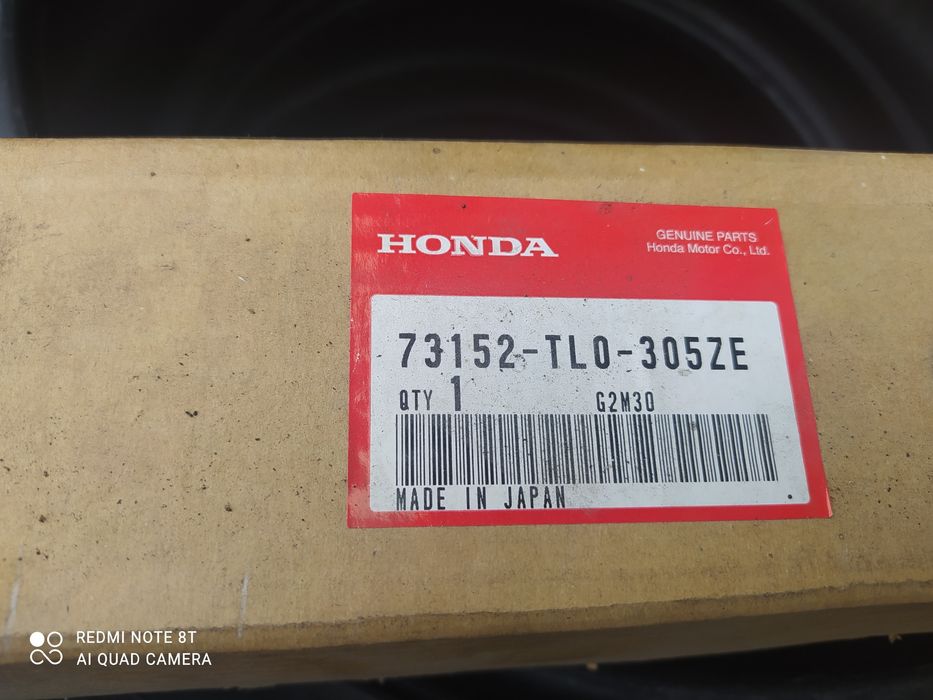 HONDA
GENUINE PARTS
Honda Motor Co., Ltd.
73152-TL0-305ZE
QTY 1 G2M30
MADE IN JAPAN
REDMI NOTE 8T
AI QUAD CAMERA